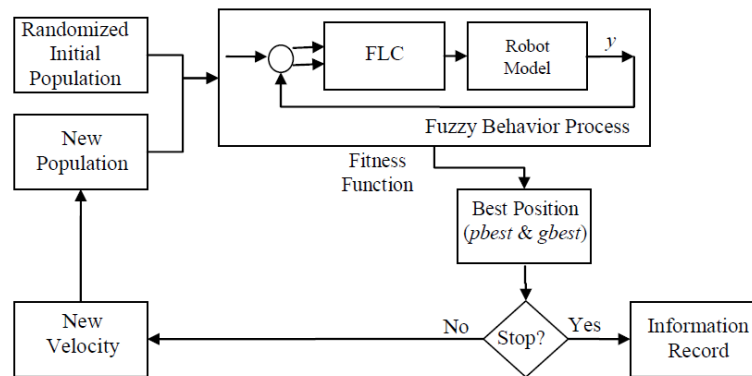 Randomized
Initial
Population
FLC
Robot
Model
y
Fuzzy Behavior Process
New
Population
Fitness
Function
Best Position
(pbest & gbest)
New
Velocity
No
Stop?
Yes
Information
Record